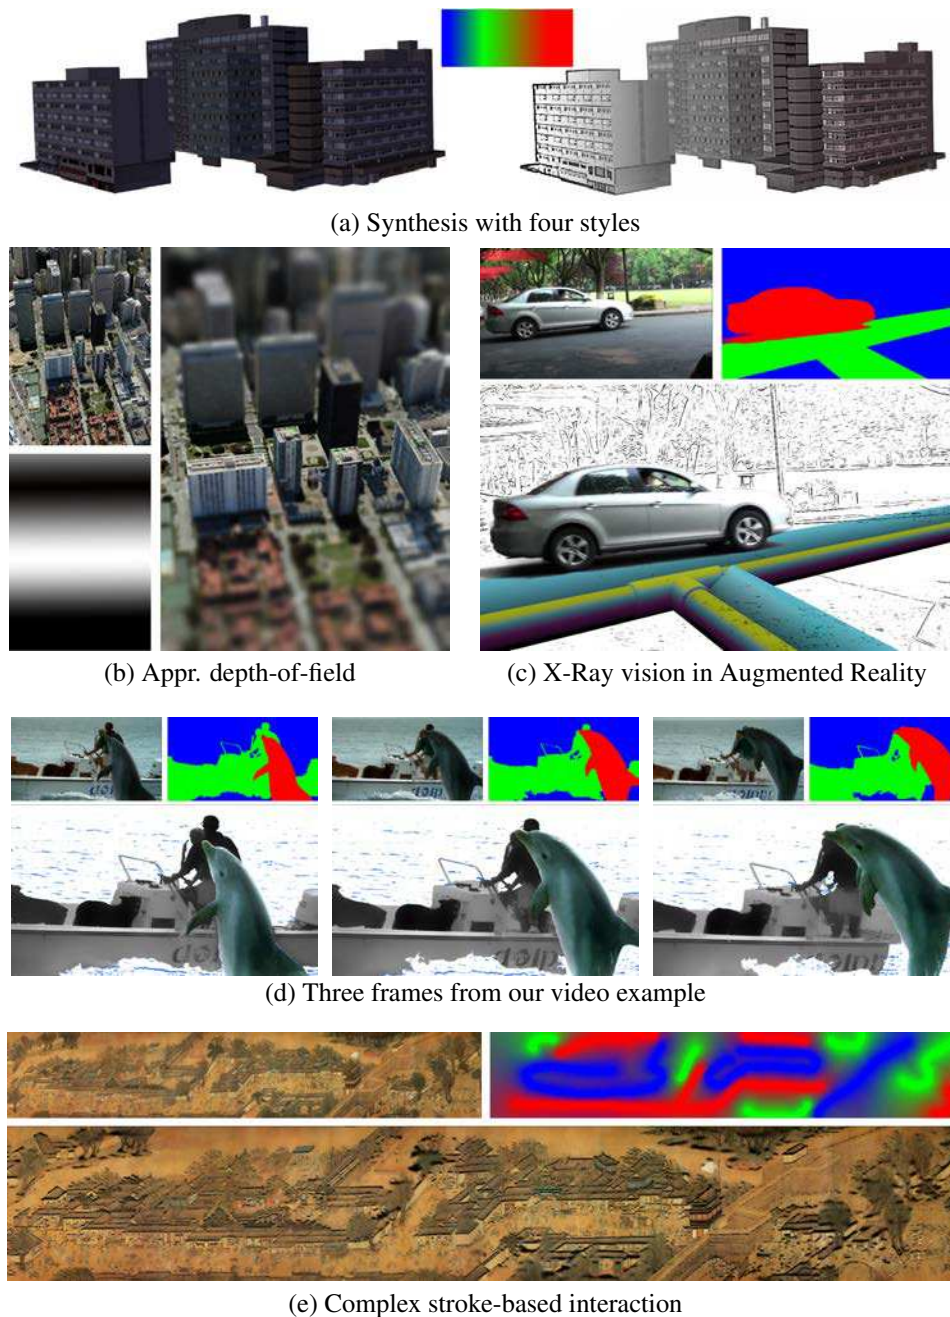 (a) Synthesis with four styles
(b) Appr. depth-of-field
(c) X-Ray vision in Augmented Reality
(d) Three frames from our video example
(e) Complex stroke-based interaction